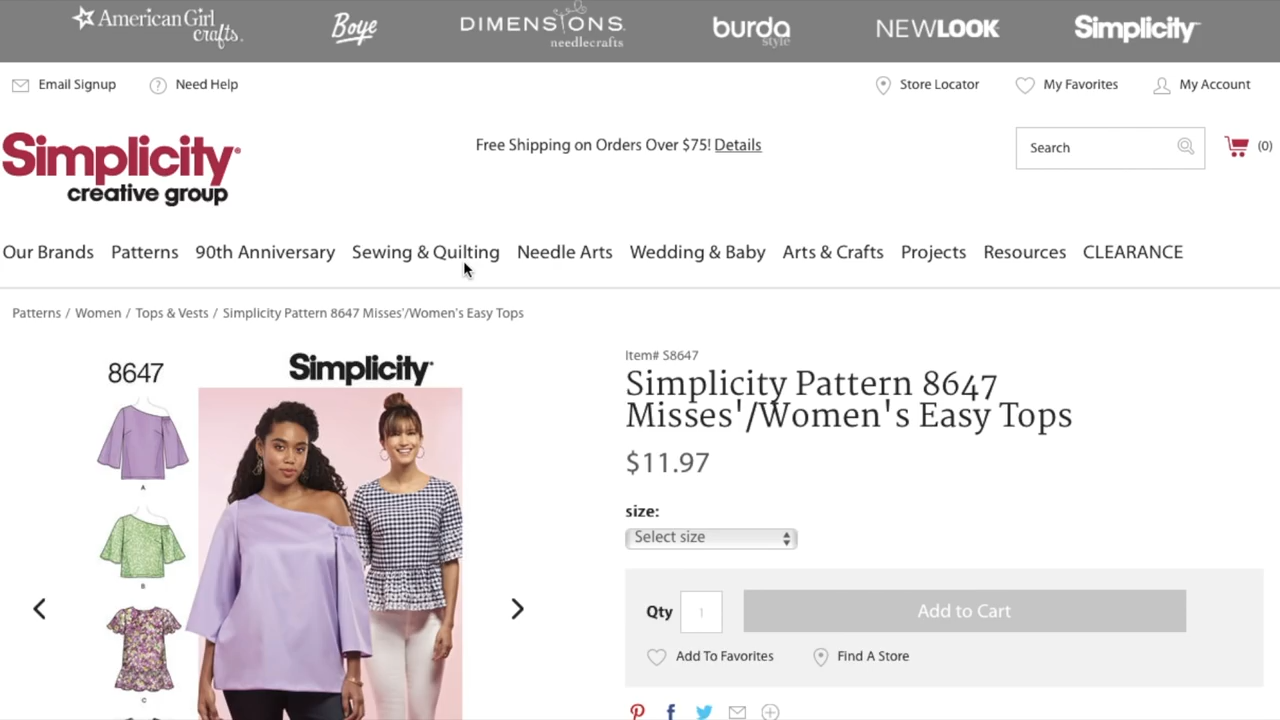 American Girl crafts.
Boye
DIMENSIONS needlecrafts
burda style
NEWLOOK
Simplicity
Email Signup
Need Help
Store Locator
My Favorites
My Account
Simplicity
creative group
Free Shipping on Orders Over $75! Details
Search
(0)
Our Brands
Patterns
90th Anniversary
Sewing & Quilting
Needle Arts
Wedding & Baby
Arts & Crafts
Projects
Resources
CLEARANCE
Patterns / Women / Tops & Vests / Simplicity Pattern 8647 Misses'/Women's Easy Tops
8647
Simplicity
A
B
C
Item# S8647
Simplicity Pattern 8647
Misses'/Women's Easy Tops
$11.97
size:
Select size
Qty
1
Add to Cart
Add To Favorites
Find A Store